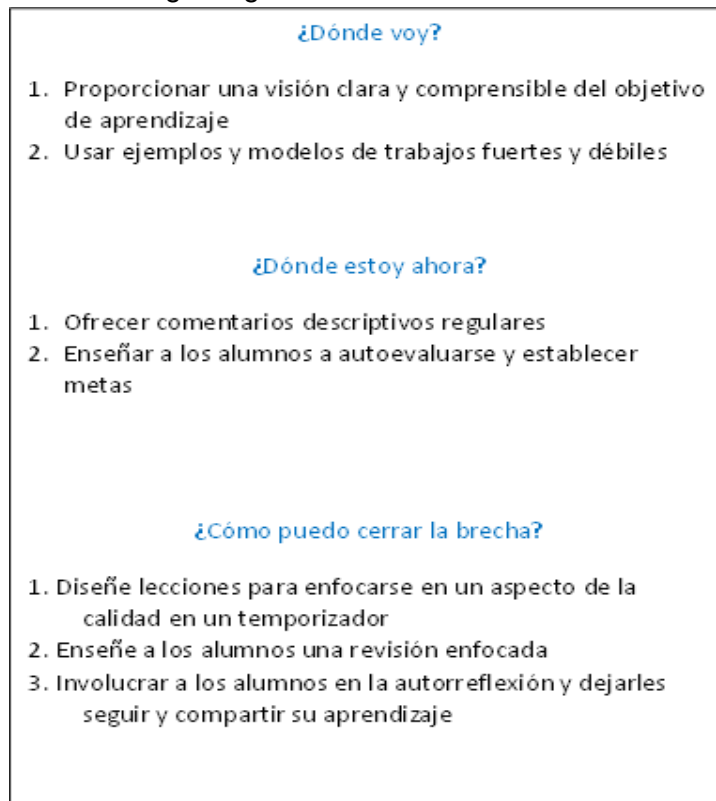 ¿Dónde voy?
1. Proporcionar una visión clara y comprensible del objetivo
de aprendizaje
2. Usar ejemplos y modelos de trabajos fuertes y débiles
¿Dónde estoy ahora?
1. Ofrecer comentarios descriptivos regulares
2. Enseñar a los alumnos a autoevaluarse y establecer
metas
¿Cómo puedo cerrar la brecha?
1. Diseñe lecciones para enfocarse en un aspecto de la
calidad en un temporizador
2. Enseñe a los alumnos una revisión enfocada
3. Involucrar a los alumnos en la autorreflexión y dejarles
seguir y compartir su aprendizaje